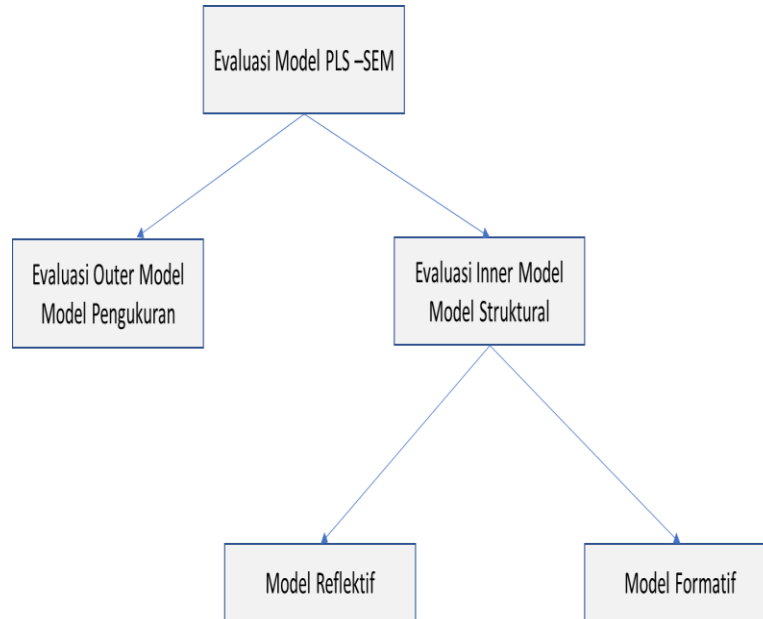 Evaluasi Model PLS –SEM
Evaluasi Outer Model
Model Pengukuran
Evaluasi Inner Model
Model Struktural
Model Reflektif
Model Formatif